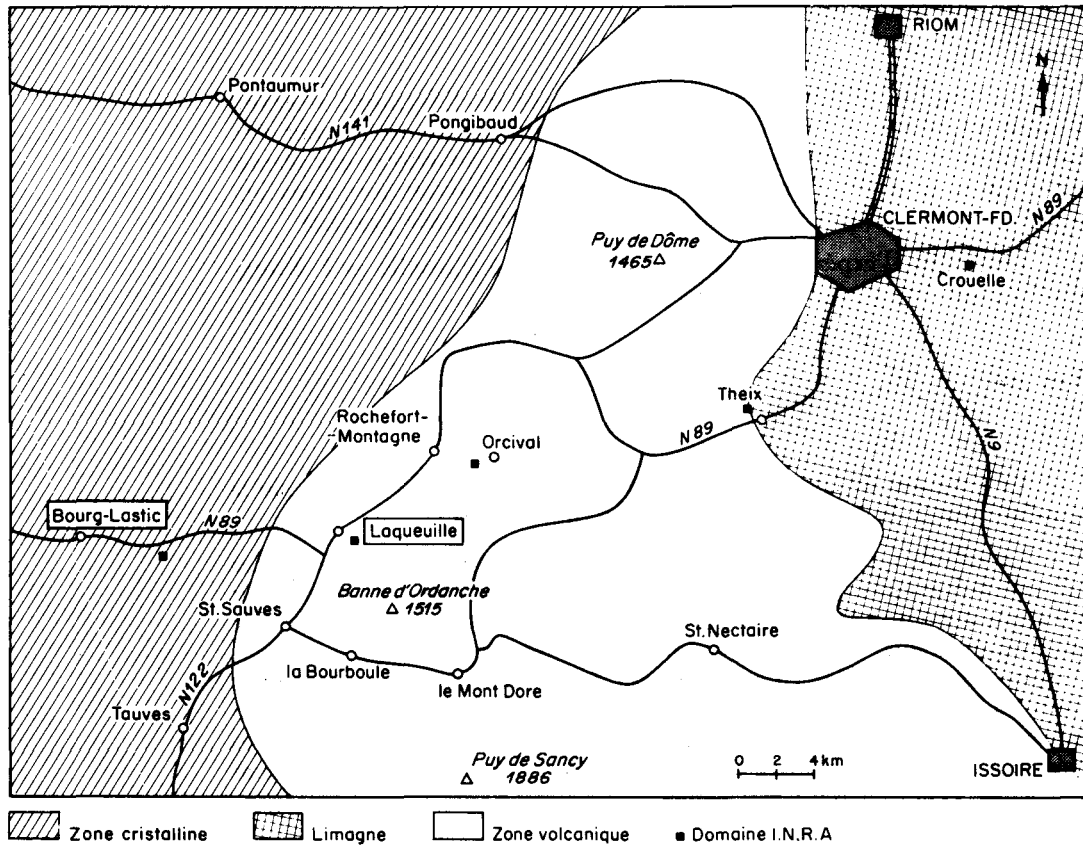 RIOM
N
Pontaumur
N141
Pongibaud
CLERMONT-FD.
N89
Puy de Dôme
1465
Crouelle
Theix
Rochefort-
-Montagne
N 89
N9
Orcival
Bourg-Lastic
N89
Laqueuille
Banne d'Ordanche
1515
St. Sauves
St. Nectaire
la Bourboule
le Mont Dore
N122
Tauves
Puy de Sancy
1886
0 2 4 km
ISSOIRE
Zone cristalline
Limagne
Zone volcanique
Domaine I.N.R.A